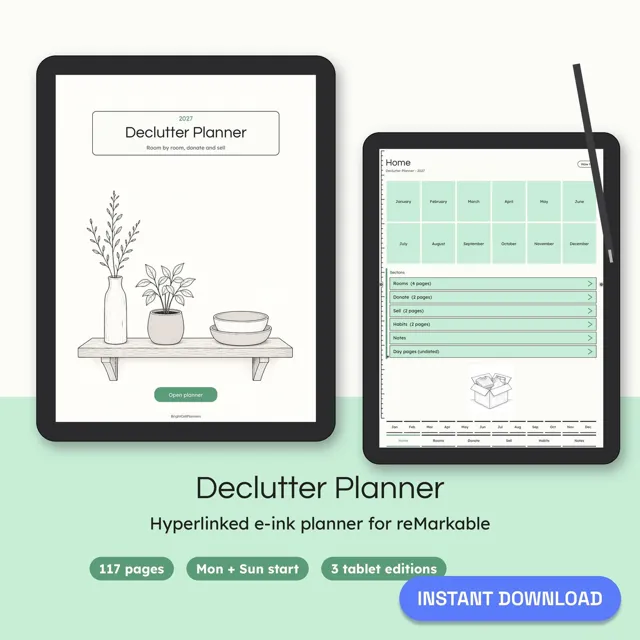 2027
Declutter Planner
Room by room, donate and sell
Open planner
BrightSidePlanners
Home
Declutter Planner - 2027
January February March April May June
July August September October November December
Sections
Rooms (4 pages)
Donate (2 pages)
Sell (2 pages)
Habits (2 pages)
Notes
Day pages (undated)
Jan Feb Mar Apr May Jun Jul Aug Sep Oct Nov Dec
Home Rooms Donate Sell Habits Notes
Declutter Planner
Hyperlinked e-ink planner for reMarkable
117 pages Mon + Sun start 3 tablet editions
INSTANT DOWNLOAD